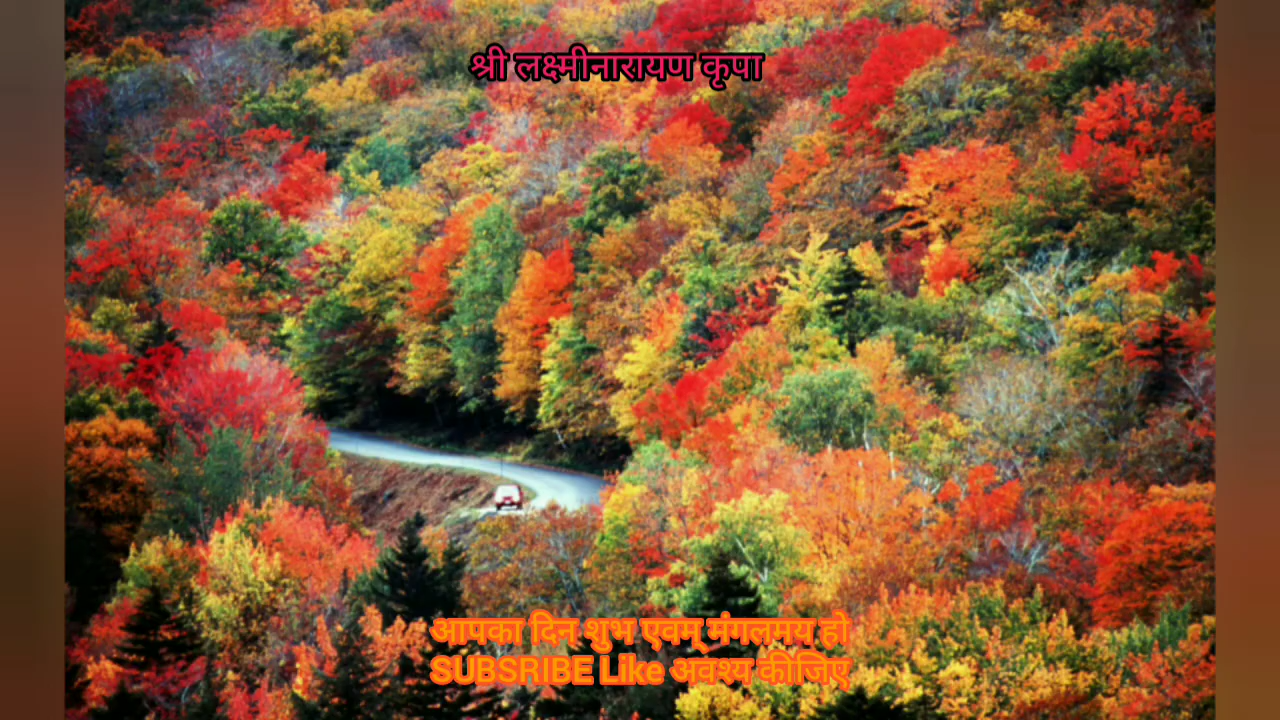 श्री लक्ष्मीनारायण कृपा
आपका दिन शुभ एवम् मंगलमय हो
SUBSRIBE Like अवश्य कीजिए